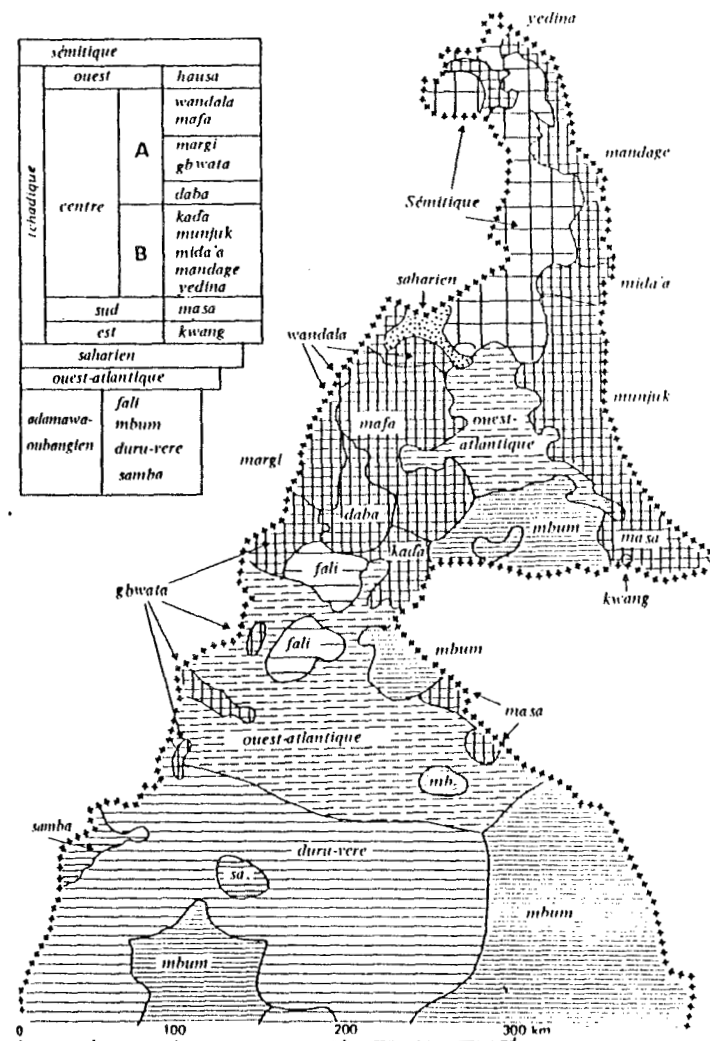 sémitique
tchadique
ouest hausa
centre
A
wandala
mafa
margi
gbwata
daba
B
kada
munjuk
mida'a
mandage
yedina
sud masa
est kwang
saharien
ouest-atlantique
adamawa-
oubangien
fali
mbum
duru-vere
samba
yedina
mandage
Sémitique
mida'a
saharien
wandala
munjuk
mafa
ouest-
atlantique
margi
daba
mbum
masa
kada
fali
kwang
gbwata
fali
mbum
masa
ouest-atlantique
mb.
samba
duru-vere
sa.
mbum
mbum
0 100 200 300 km